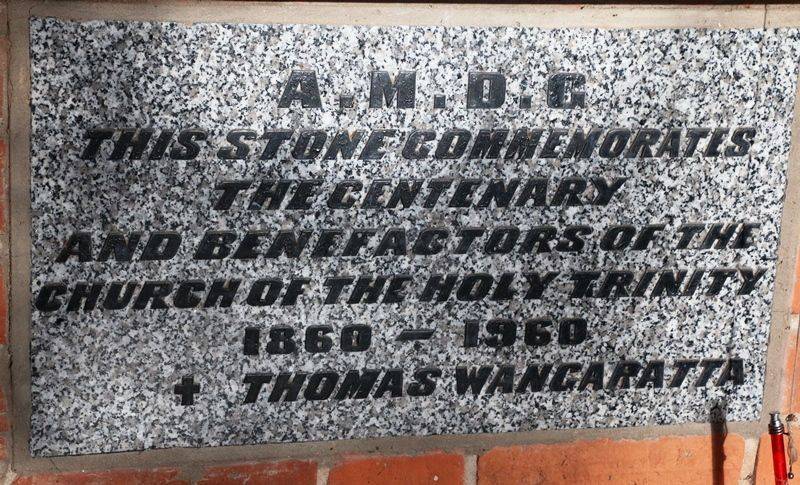 A.M.D.G
THIS STONE COMMEMORATES
THE CENTENARY
AND BENEFACTORS OF THE
CHURCH OF THE HOLY TRINITY
1860 - 1960
✝ THOMAS WANGARATTA